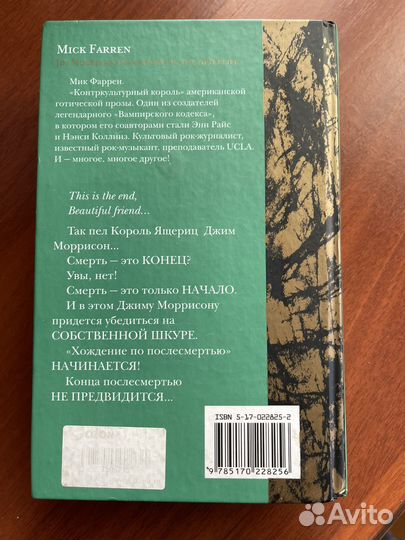 MICK FARREN
Мик Фаррен.
«Контркультурный король» американской
готической прозы. Один из создателей
легендарного «Вампирского кодекса»,
в котором его соавторами стали Энн Райс
и Нэнси Коллинз. Культовый рок-журналист,
известный рок-музыкант, преподаватель UCLA.
И — многое, многое другое!
This is the end,
Beautiful friend...
Так пел Король Ящериц Джим
Моррисон...
Смерть — это КОНЕЦ?
Увы, нет!
Смерть — это только НАЧАЛО.
И в этом Джиму Моррисону
придется убедиться на
СОБСТВЕННОЙ ШКУРЕ.
«Хождение по послесмертью»
НАЧИНАЕТСЯ!
Конца послесмертью
НЕ ПРЕДВИДИТСЯ...
ISBN 5-17-022825-2
9 785170 228256
Avito